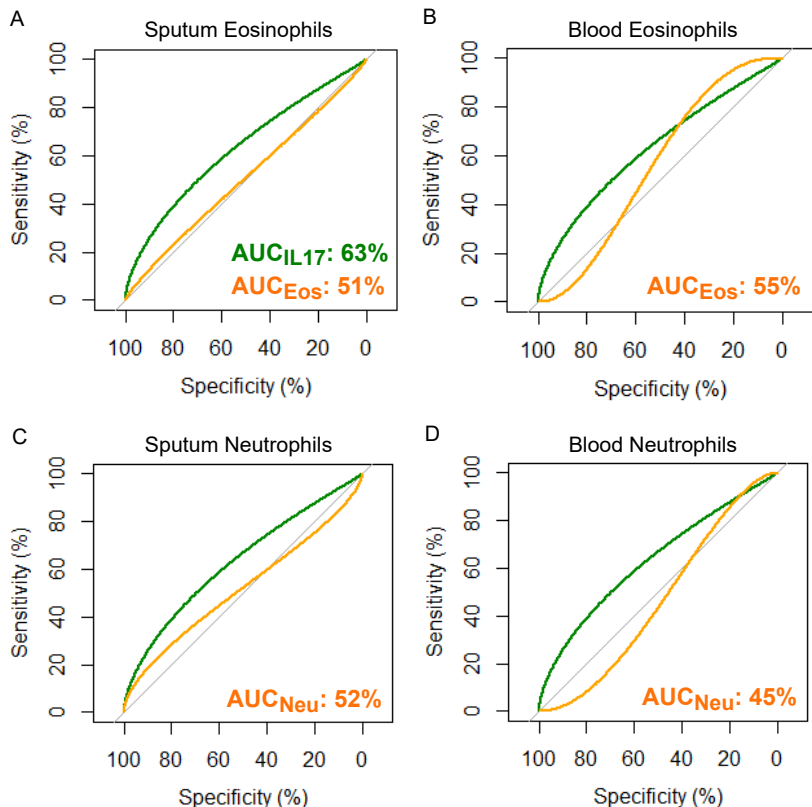 A
Sputum Eosinophils
Sensitivity (%)
100
80
60
40
20
0
AUCIL17: 63%
AUCEos: 51%
100 80 60 40 20 0
Specificity (%)
B
Blood Eosinophils
Sensitivity (%)
100
80
60
40
20
0
AUCEos: 55%
100 80 60 40 20 0
Specificity (%)
C
Sputum Neutrophils
Sensitivity (%)
100
80
60
40
20
0
AUCNeu: 52%
100 80 60 40 20 0
Specificity (%)
D
Blood Neutrophils
Sensitivity (%)
100
80
60
40
20
0
AUCNeu: 45%
100 80 60 40 20 0
Specificity (%)